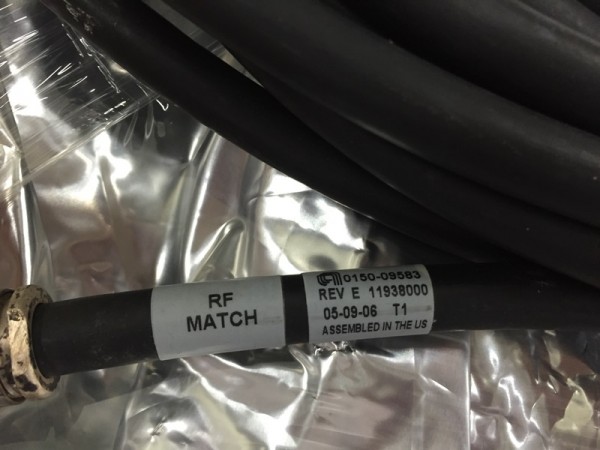 RF
MATCH
0150-09583
REV E 11938000
05-09-06 T1
ASSEMBLED IN THE US